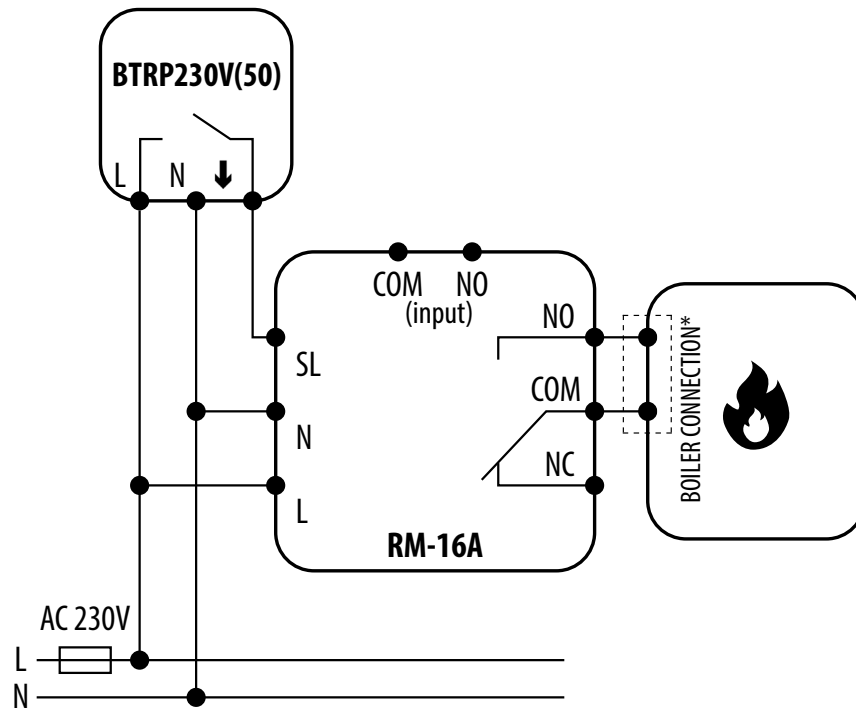 BTRP230V(50)
L N
COM NO
(input)
NO
SL
COM
N
NC
L
RM-16A
BOILER CONNECTION*
AC 230V
L
N